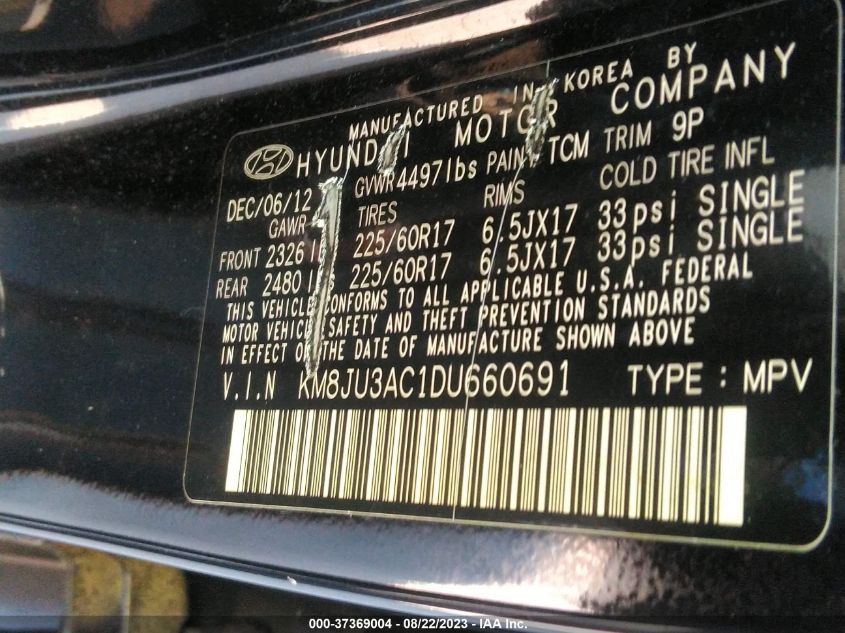 MANUFACTURED IN KOREA BY
HYUNDAI MOTOR COMPANY
DEC/06/12 GVWR 4497lbs PAINT TCM TRIM 9P
GAWR TIRES RIMS COLD TIRE INFL
FRONT 2326 lbs 225/60R17 6.5JX17 33psi SINGLE
REAR 2480 lbs 225/60R17 6.5JX17 33psi SINGLE
THIS VEHICLE CONFORMS TO ALL APPLICABLE U.S.A. FEDERAL
MOTOR VEHICLE SAFETY AND THEFT PREVENTION STANDARDS
IN EFFECT ON THE DATE OF MANUFACTURE SHOWN ABOVE
V.I.N KM8JU3AC1DU660691 TYPE : MPV
000-37369004 - 08/22/2023 - IAA Inc.